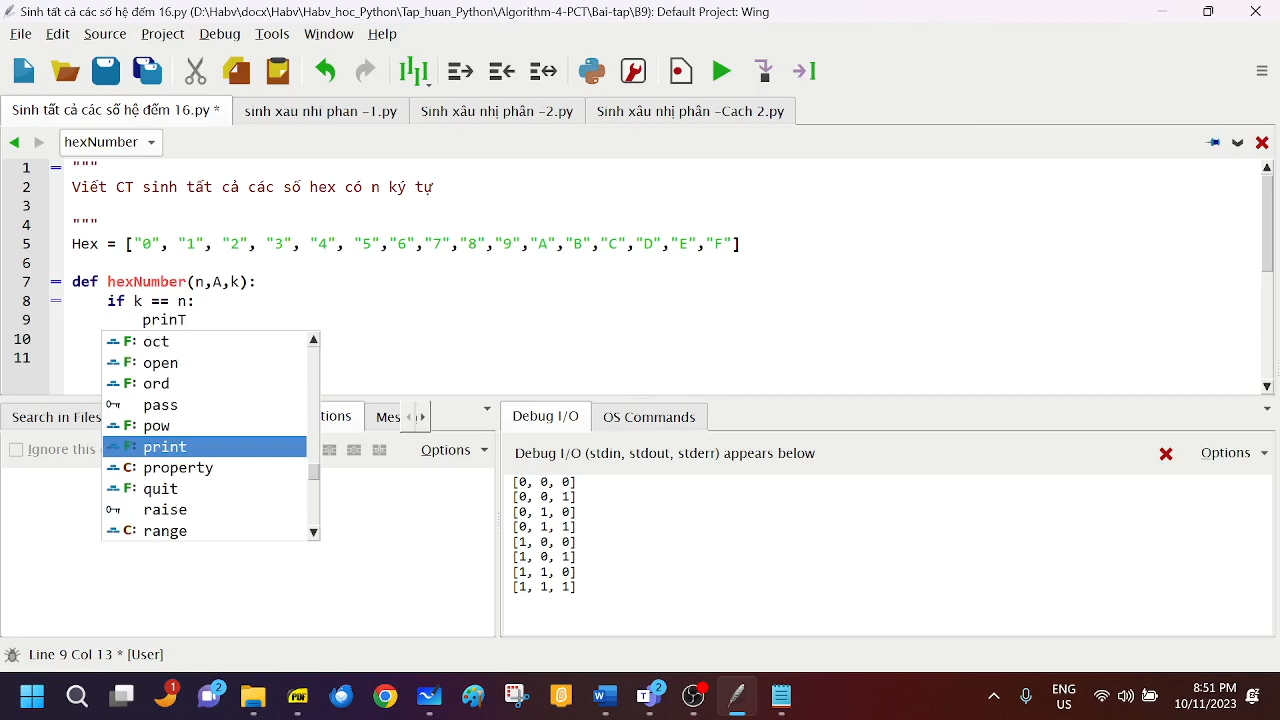 Sinh tất cả các số hệ đếm 16.py (D:\Habv\docx\Habv\Habv_hoc_Python\Tap_huan_Python\Algorithm-4-PCT\Bai-tap\B9): Default Project: Wing
File Edit Source Project Debug Tools Window Help
Sinh tất cả các số hệ đếm 16.py * sinh xau nhi phan -1.py Sinh xâu nhị phân -2.py Sinh xâu nhị phân -Cach 2.py
hexNumber
1 """
2 Viết CT sinh tất cả các số hex có n ký tự
3
4 """
5 Hex = ["0", "1", "2", "3", "4", "5","6","7","8","9","A","B","C","D","E","F"]
6
7 def hexNumber(n,A,k):
8 if k == n:
9 prinT
10
11
F: oct
F: open
F: ord
pass
F: pow
F: print
C: property
F: quit
raise
C: range
Search in Files
tions
Mes
Ignore this
Options
Debug I/O OS Commands
Debug I/O (stdin, stdout, stderr) appears below Options
[0, 0, 0]
[0, 0, 1]
[0, 1, 0]
[0, 1, 1]
[1, 0, 0]
[1, 0, 1]
[1, 1, 0]
[1, 1, 1]
Line 9 Col 13 * [User]
1
2
PDF
2
ENG
US
8:51 PM
10/11/2023